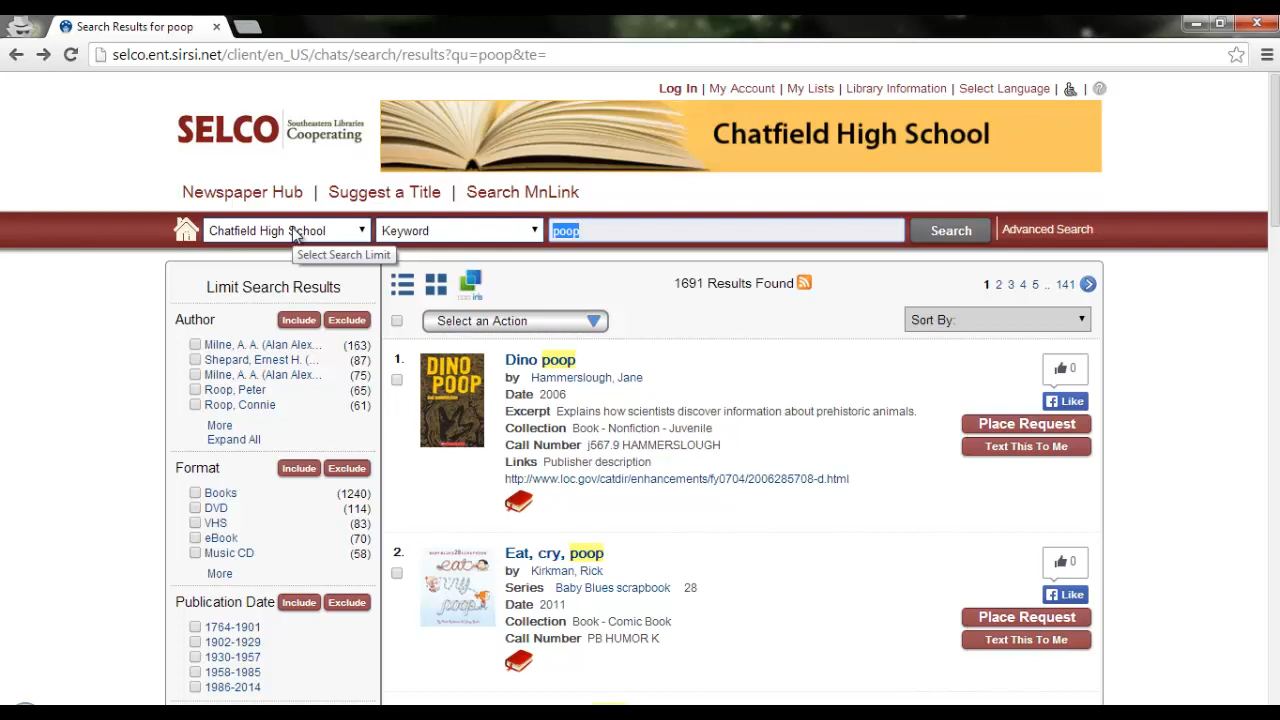 Search Results for poop
selco.ent.sirsi.net/client/en_US/chats/search/results?qu=poop&te=
Log In | My Account | My Lists | Library Information | Select Language |
SELCO Southeastern Libraries Cooperating
Chatfield High School
Newspaper Hub | Suggest a Title | Search MnLink
Chatfield High School Keyword poop Search Advanced Search
Select Search Limit
Limit Search Results
1691 Results Found
1 2 3 4 5 .. 141
Select an Action
Sort By:
Author Include Exclude
Milne, A. A. (Alan Alex... (163)
Shepard, Ernest H. (... (87)
Milne, A. A. (Alan Alex... (75)
Roop, Peter (65)
Roop, Connie (61)
More
Expand All
Format Include Exclude
Books (1240)
DVD (114)
VHS (83)
eBook (70)
Music CD (58)
More
Publication Date Include Exclude
1764-1901
1902-1929
1930-1957
1958-1985
1986-2014
1.
DINO POOP
Dino poop
by Hammerslough, Jane
Date 2006
Excerpt Explains how scientists discover information about prehistoric animals.
Collection Book - Nonfiction - Juvenile
Call Number j567.9 HAMMERSLOUGH
Links Publisher description
http://www.loc.gov/catdir/enhancements/fy0704/2006285708-d.html
0
Like
Place Request
Text This To Me
2.
eat cry poop
Eat, cry, poop
by Kirkman, Rick
Series Baby Blues scrapbook 28
Date 2011
Collection Book - Comic Book
Call Number PB HUMOR K
0
Like
Place Request
Text This To Me